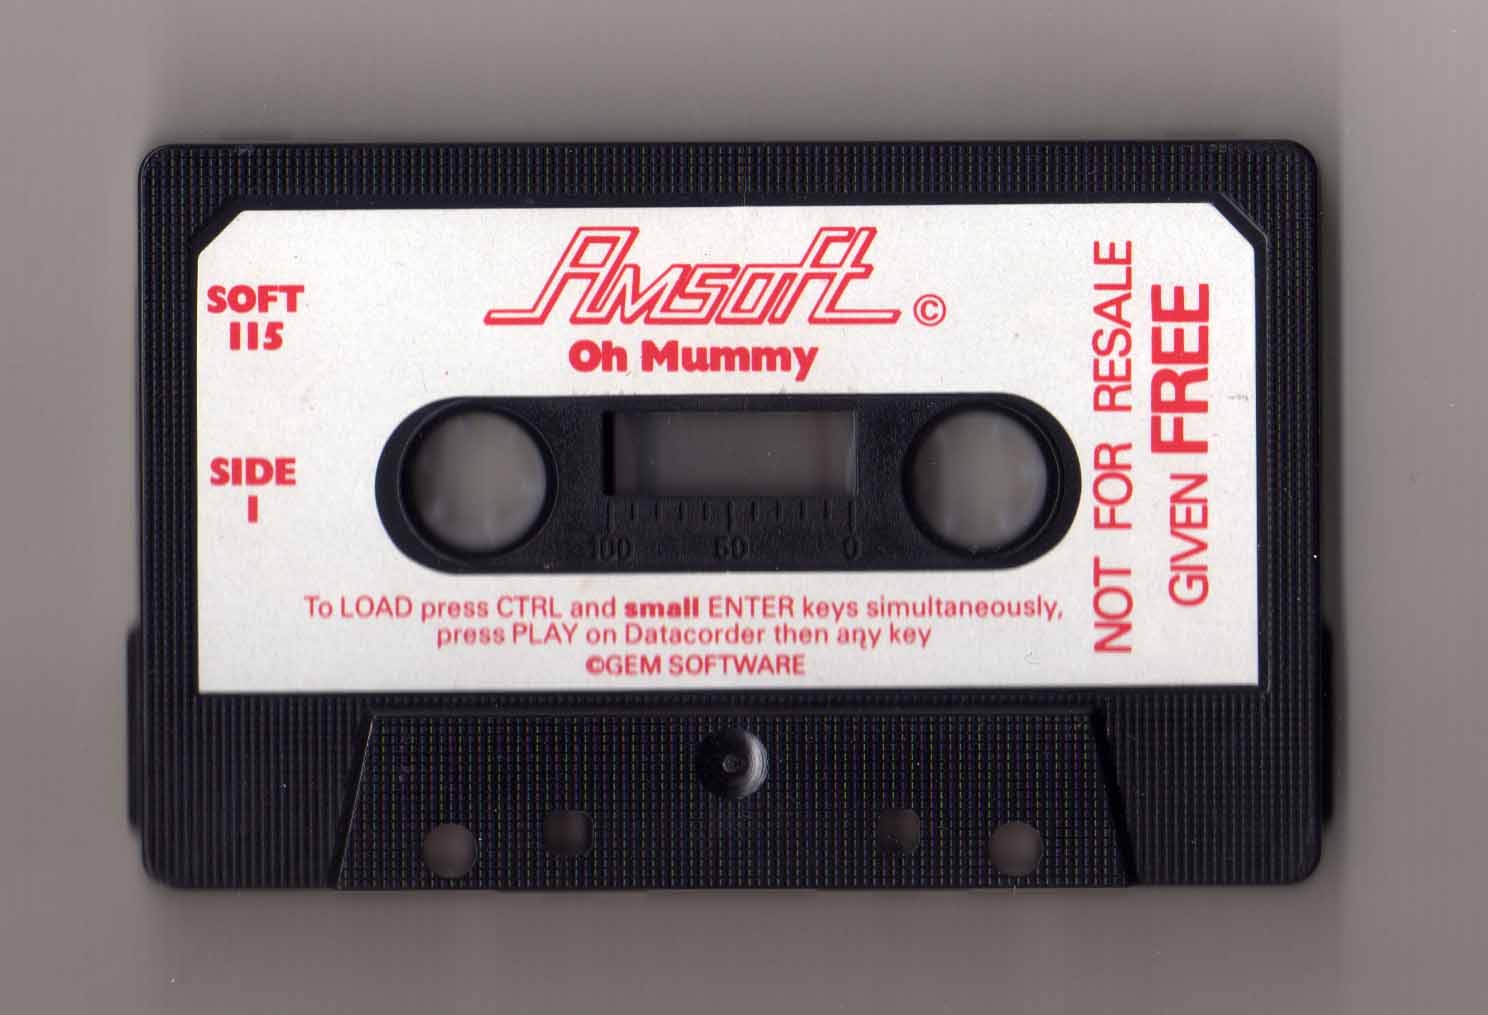 SOFT
115
Amsoft ©
Oh Mummy
SIDE
1
100 50 0
To LOAD press CTRL and small ENTER keys simultaneously,
press PLAY on Datacorder then any key
©GEM SOFTWARE
NOT FOR RESALE
GIVEN FREE